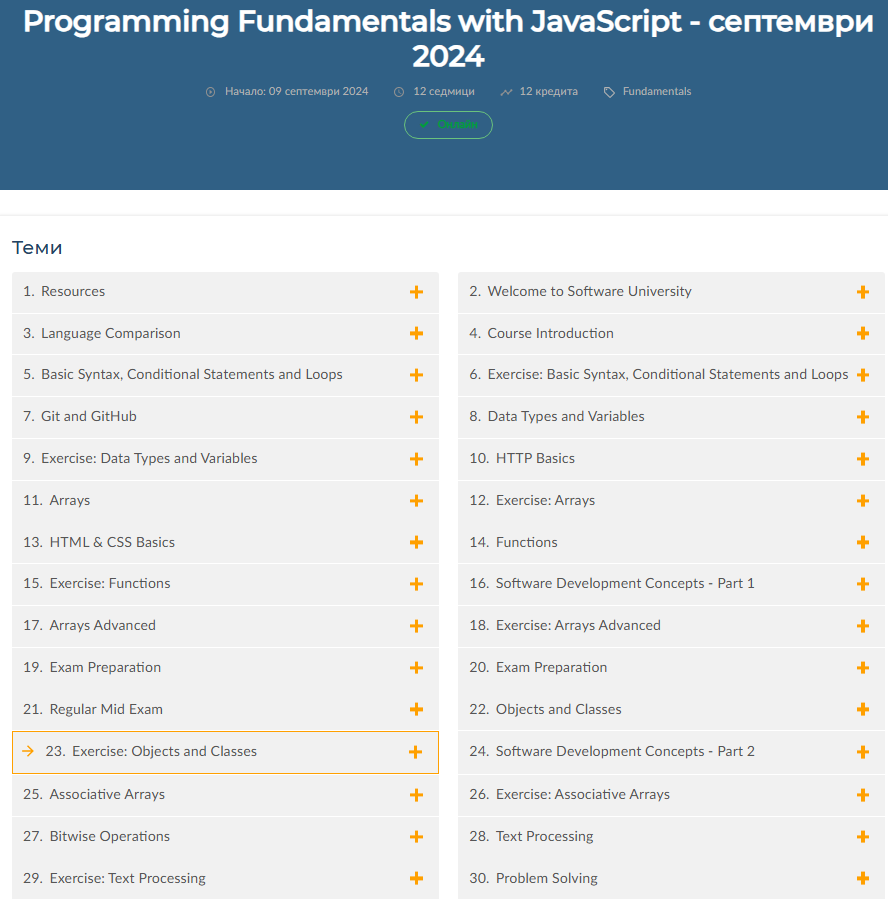 Programming Fundamentals with JavaScript - септември
2024
Начало: 09 септември 2024 12 седмици 12 кредита Fundamentals
Онлайн
Теми
1. Resources
2. Welcome to Software University
3. Language Comparison
4. Course Introduction
5. Basic Syntax, Conditional Statements and Loops
6. Exercise: Basic Syntax, Conditional Statements and Loops
7. Git and GitHub
8. Data Types and Variables
9. Exercise: Data Types and Variables
10. HTTP Basics
11. Arrays
12. Exercise: Arrays
13. HTML & CSS Basics
14. Functions
15. Exercise: Functions
16. Software Development Concepts - Part 1
17. Arrays Advanced
18. Exercise: Arrays Advanced
19. Exam Preparation
20. Exam Preparation
21. Regular Mid Exam
22. Objects and Classes
23. Exercise: Objects and Classes
24. Software Development Concepts - Part 2
25. Associative Arrays
26. Exercise: Associative Arrays
27. Bitwise Operations
28. Text Processing
29. Exercise: Text Processing
30. Problem Solving